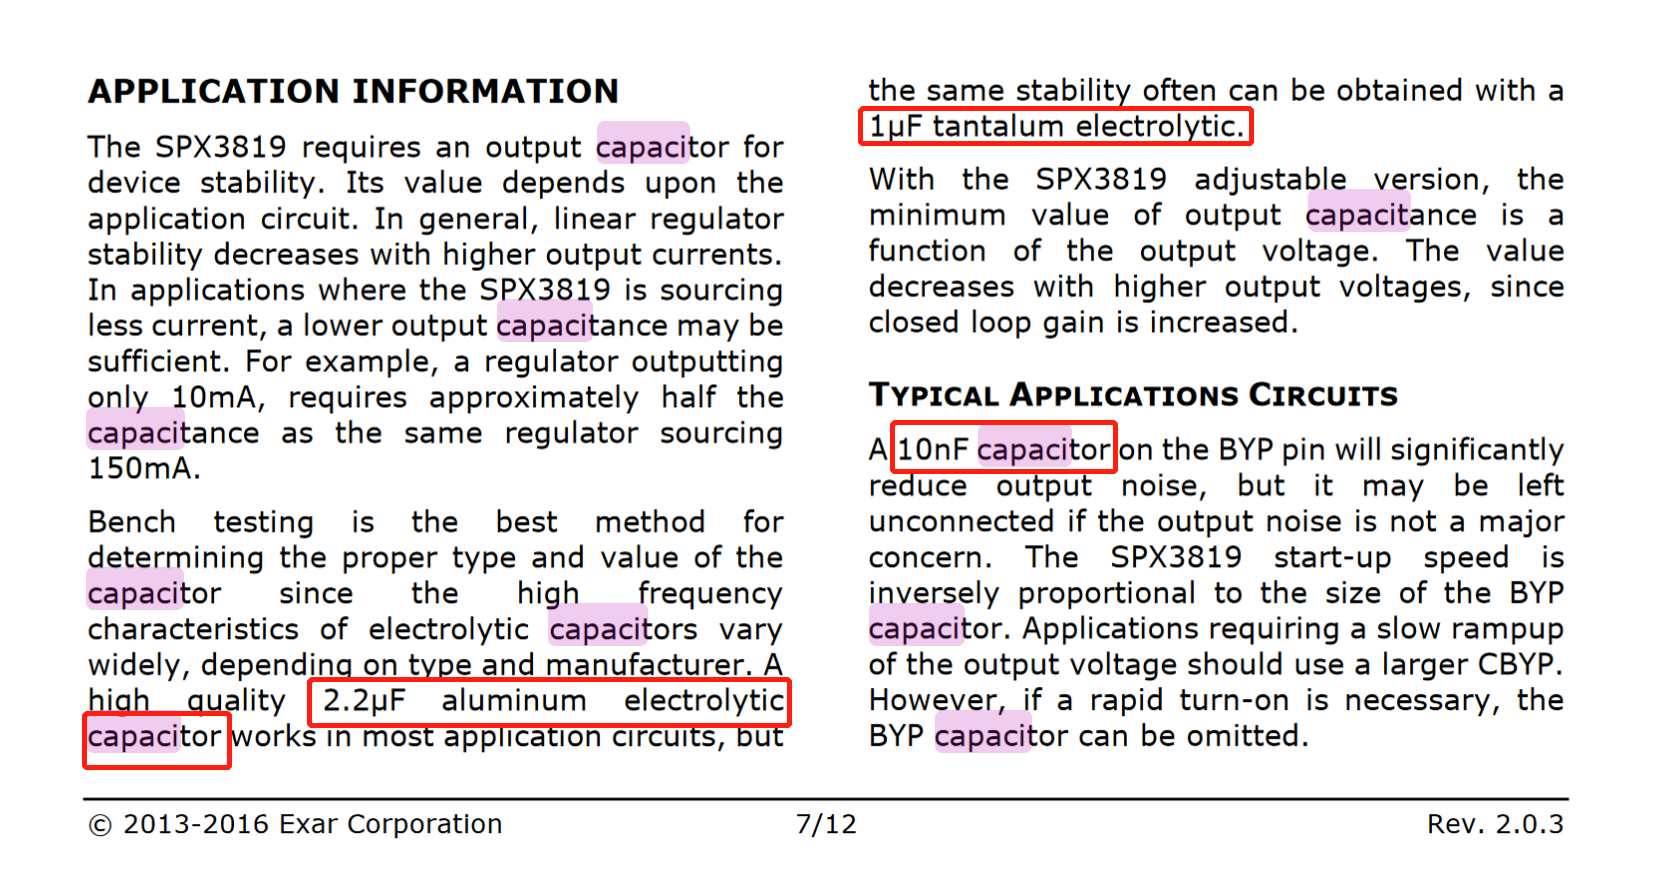 APPLICATION INFORMATION
The SPX3819 requires an output capacitor for
device stability. Its value depends upon the
application circuit. In general, linear regulator
stability decreases with higher output currents.
In applications where the SPX3819 is sourcing
less current, a lower output capacitance may be
sufficient. For example, a regulator outputting
only 10mA, requires approximately half the
capacitance as the same regulator sourcing
150mA.
Bench testing is the best method for
determining the proper type and value of the
capacitor since the high frequency
characteristics of electrolytic capacitors vary
widely, depending on type and manufacturer. A
high quality 2.2µF aluminum electrolytic
capacitor works in most application circuits, but
the same stability often can be obtained with a
1µF tantalum electrolytic.
With the SPX3819 adjustable version, the
minimum value of output capacitance is a
function of the output voltage. The value
decreases with higher output voltages, since
closed loop gain is increased.
TYPICAL APPLICATIONS CIRCUITS
A 10nF capacitor on the BYP pin will significantly
reduce output noise, but it may be left
unconnected if the output noise is not a major
concern. The SPX3819 start-up speed is
inversely proportional to the size of the BYP
capacitor. Applications requiring a slow rampup
of the output voltage should use a larger CBYP.
However, if a rapid turn-on is necessary, the
BYP capacitor can be omitted.
© 2013-2016 Exar Corporation
7/12
Rev. 2.0.3